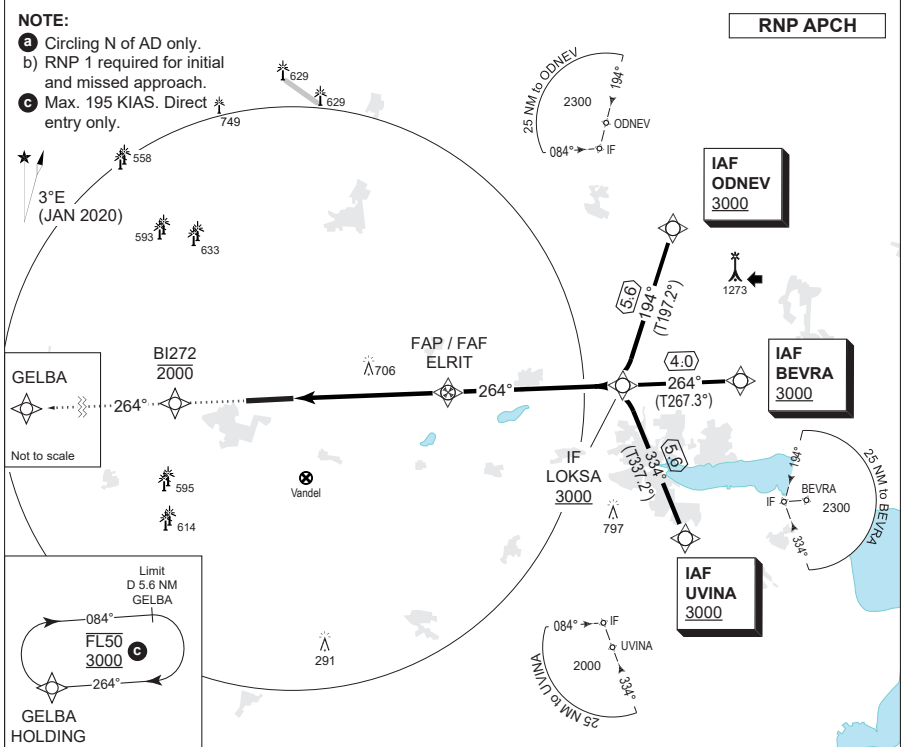 NOTE:
a Circling N of AD only.
b) RNP 1 required for initial
and missed approach.
c Max. 195 KIAS. Direct
entry only.
RNP APCH
629
629
749
558
3°E
(JAN 2020)
593
633
25 NM to ODNEV
194°
2300
ODNEV
084°
IF
IAF
ODNEV
3000
1273
5.6
194°
(T197.2°)
BI272
2000
706
FAP / FAF
ELRIT
264°
4.0
264°
(T267.3°)
IAF
BEVRA
3000
GELBA
264°
Not to scale
IF
LOKSA
3000
5.6
334°
(T337.2°)
595
614
Vandel
797
194°
25 NM to BEVRA
BEVRA
IF
2300
334°
IAF
UVINA
3000
Limit
D 5.6 NM
GELBA
084°
FL50
3000
c
264°
GELBA
HOLDING
291
084°
IF
UVINA
2000
334°
25 NM to UVINA